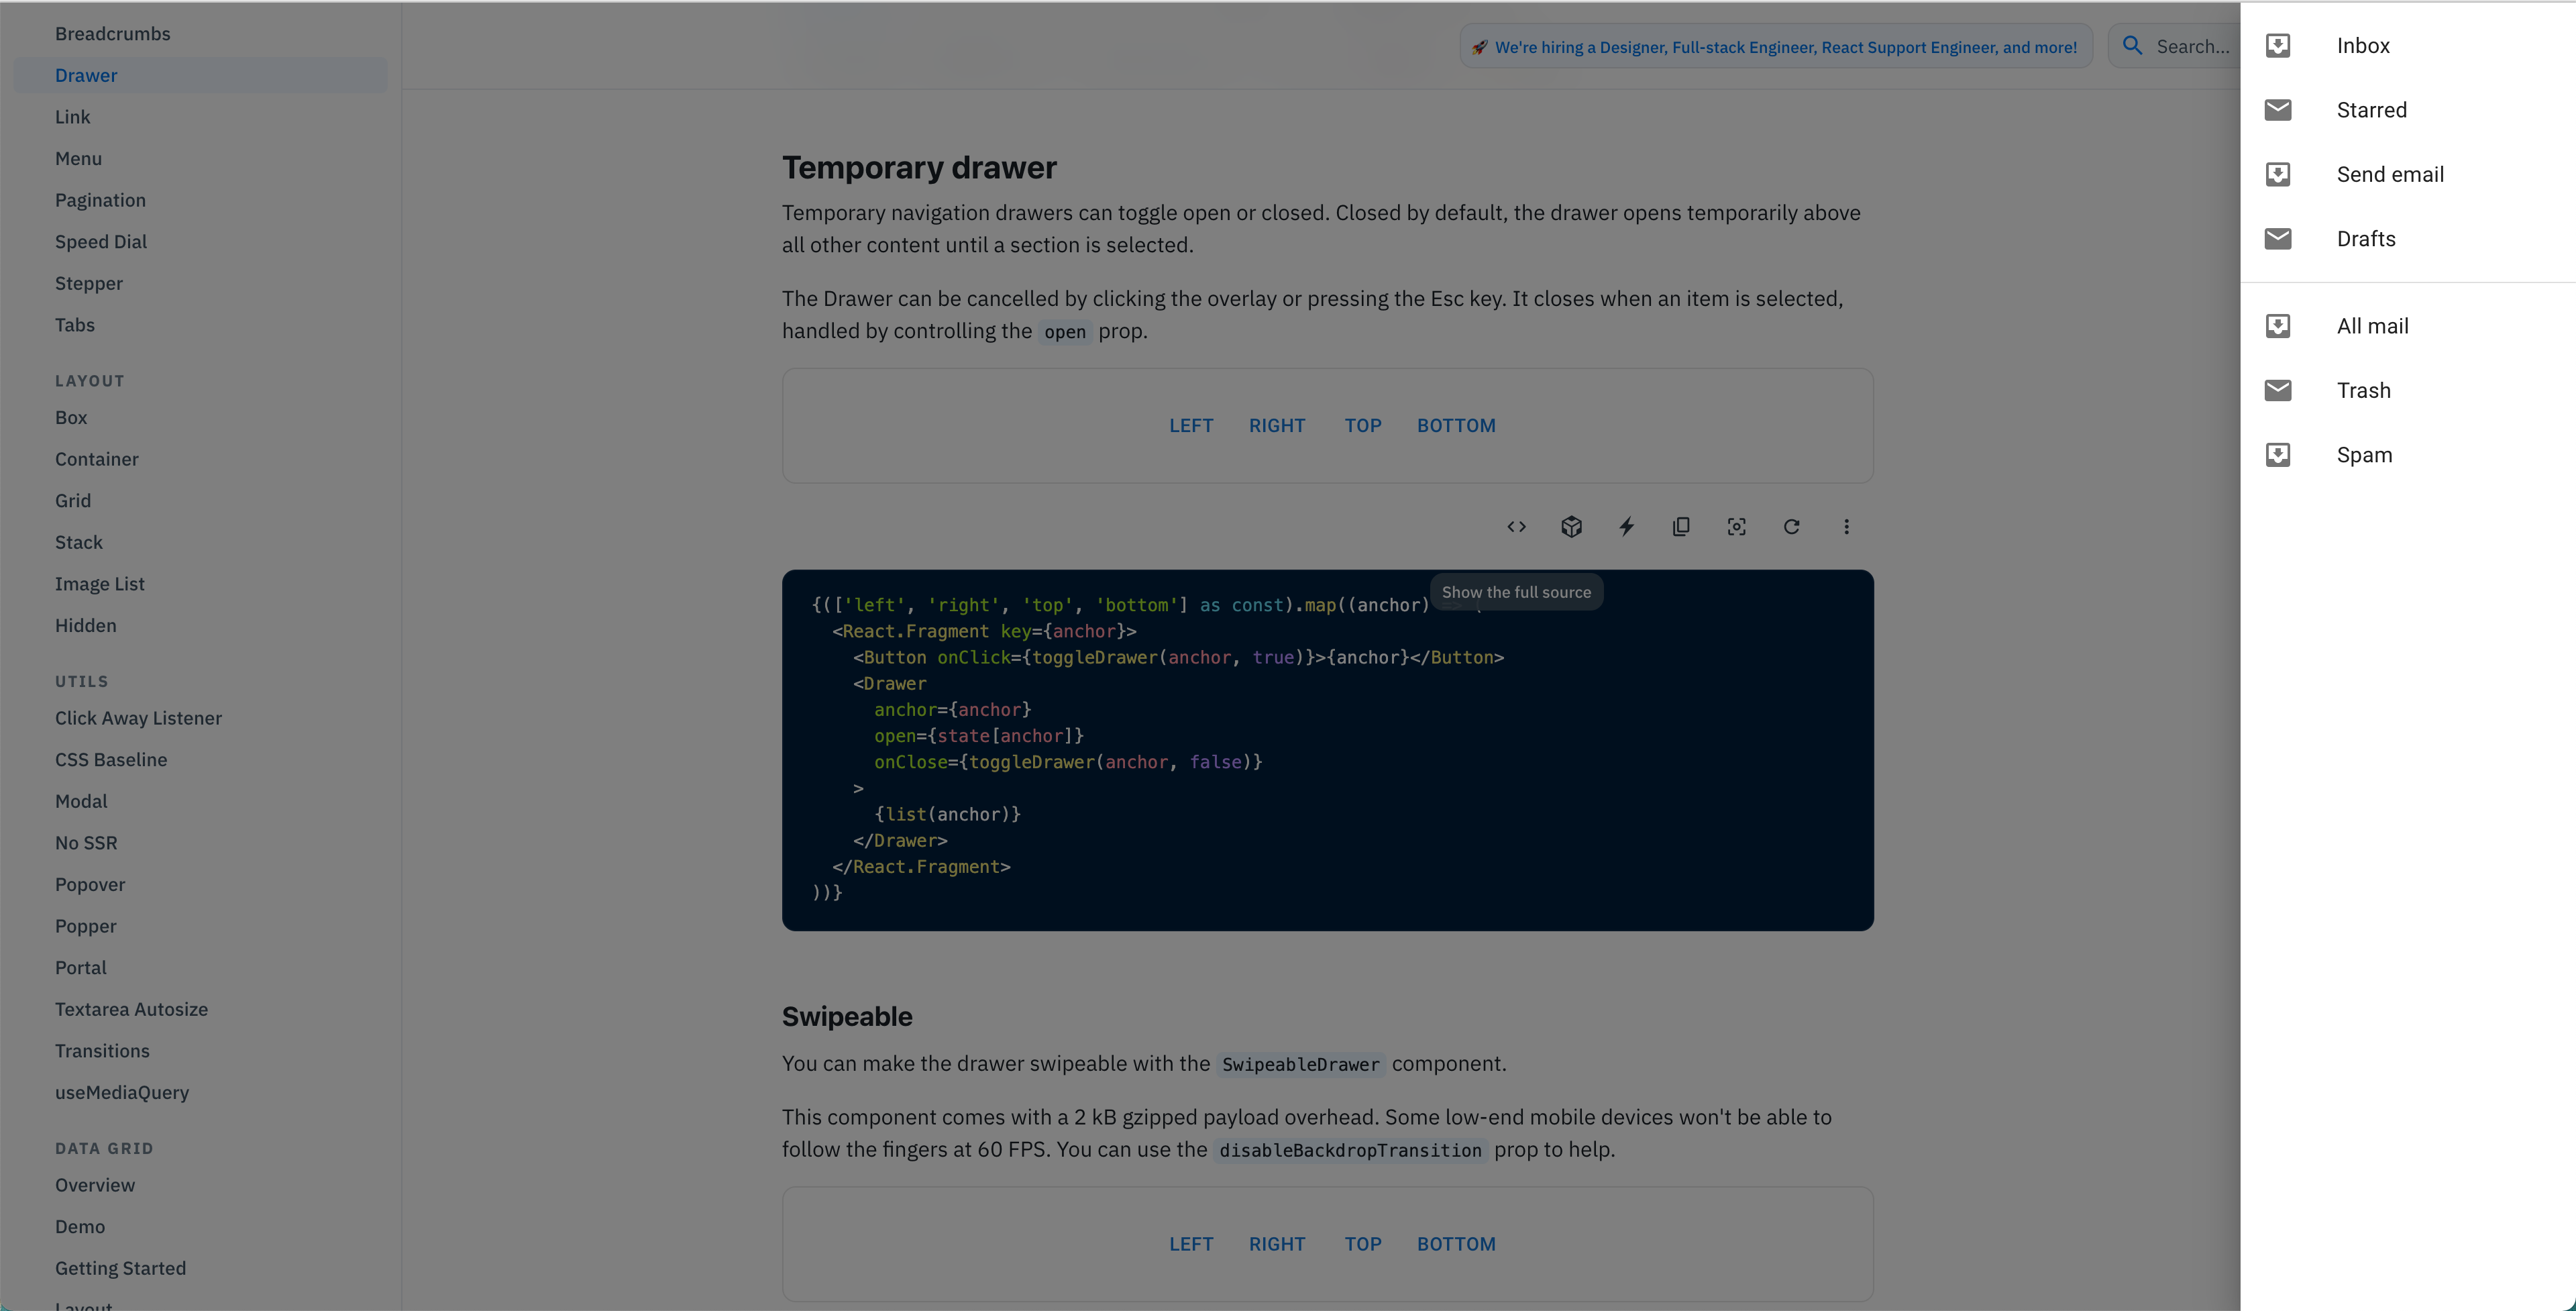 Breadcrumbs
Drawer
Link
Menu
Pagination
Speed Dial
Stepper
Tabs
LAYOUT
Box
Container
Grid
Stack
Image List
Hidden
UTILS
Click Away Listener
CSS Baseline
Modal
No SSR
Popover
Popper
Portal
Textarea Autosize
Transitions
useMediaQuery
DATA GRID
Overview
Demo
Getting Started
Layout
🚀 We're hiring a Designer, Full-stack Engineer, React Support Engineer, and more!
Search...
Temporary drawer
Temporary navigation drawers can toggle open or closed. Closed by default, the drawer opens temporarily above
all other content until a section is selected.
The Drawer can be cancelled by clicking the overlay or pressing the Esc key. It closes when an item is selected,
handled by controlling the open prop.
LEFT RIGHT TOP BOTTOM
Show the full source
{(['left', 'right', 'top', 'bottom'] as const).map((anchor)
<React.Fragment key={anchor}>
<Button onClick={toggleDrawer(anchor, true)}>{anchor}</Button>
<Drawer
anchor={anchor}
open={state[anchor]}
onClose={toggleDrawer(anchor, false)}
>
{list(anchor)}
</Drawer>
</React.Fragment>
))}
Swipeable
You can make the drawer swipeable with the SwipeableDrawer component.
This component comes with a 2 kB gzipped payload overhead. Some low-end mobile devices won't be able to
follow the fingers at 60 FPS. You can use the disableBackdropTransition prop to help.
LEFT RIGHT TOP BOTTOM
Inbox
Starred
Send email
Drafts
All mail
Trash
Spam